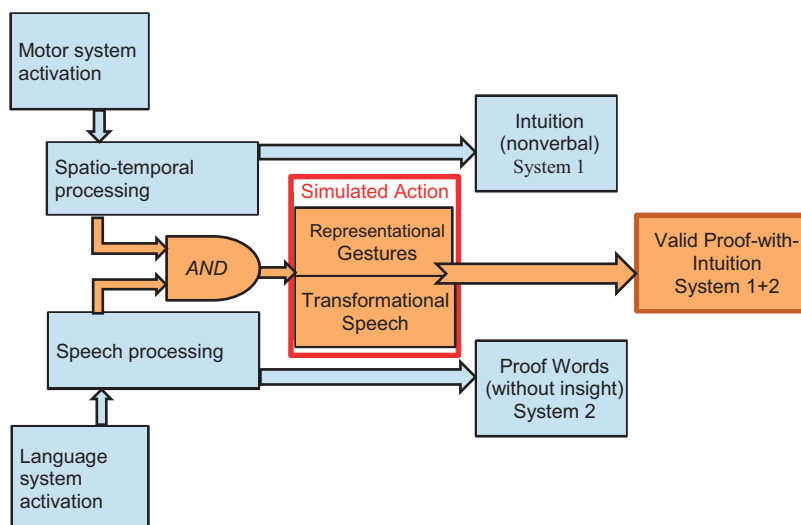 Motor system
activation
Spatio-temporal
processing
Intuition
(nonverbal)
System 1
Simulated Action
Representational
Gestures
AND
Transformational
Speech
Valid Proof-with-
Intuition
System 1+2
Speech processing
Proof Words
(without insight)
System 2
Language
system
activation